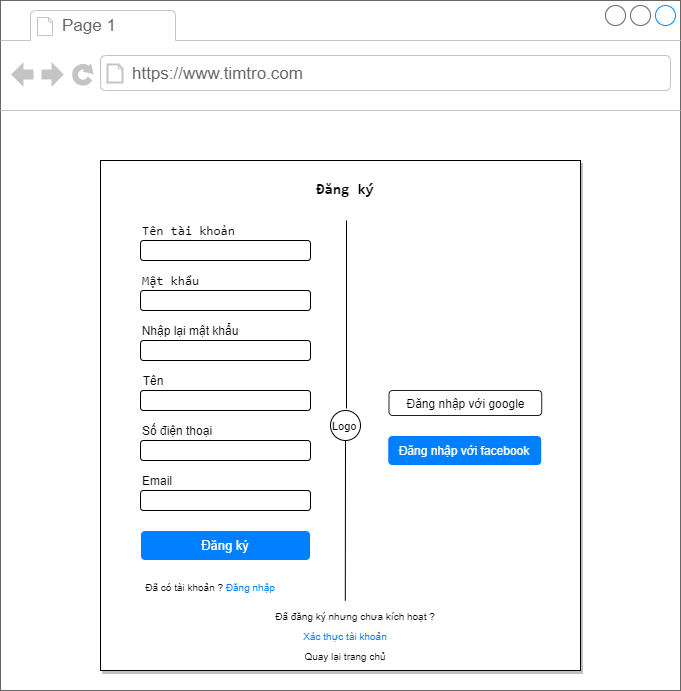 Page 1
https://www.timtro.com
Đăng ký
Tên tài khoản
Mật khẩu
Nhập lại mật khẩu
Tên
Số điện thoại
Email
Đăng ký
Đã có tài khoản ? Đăng nhập
Logo
Đăng nhập với google
Đăng nhập với facebook
Đã đăng ký nhưng chưa kích hoạt ?
Xác thực tài khoản
Quay lại trang chủ